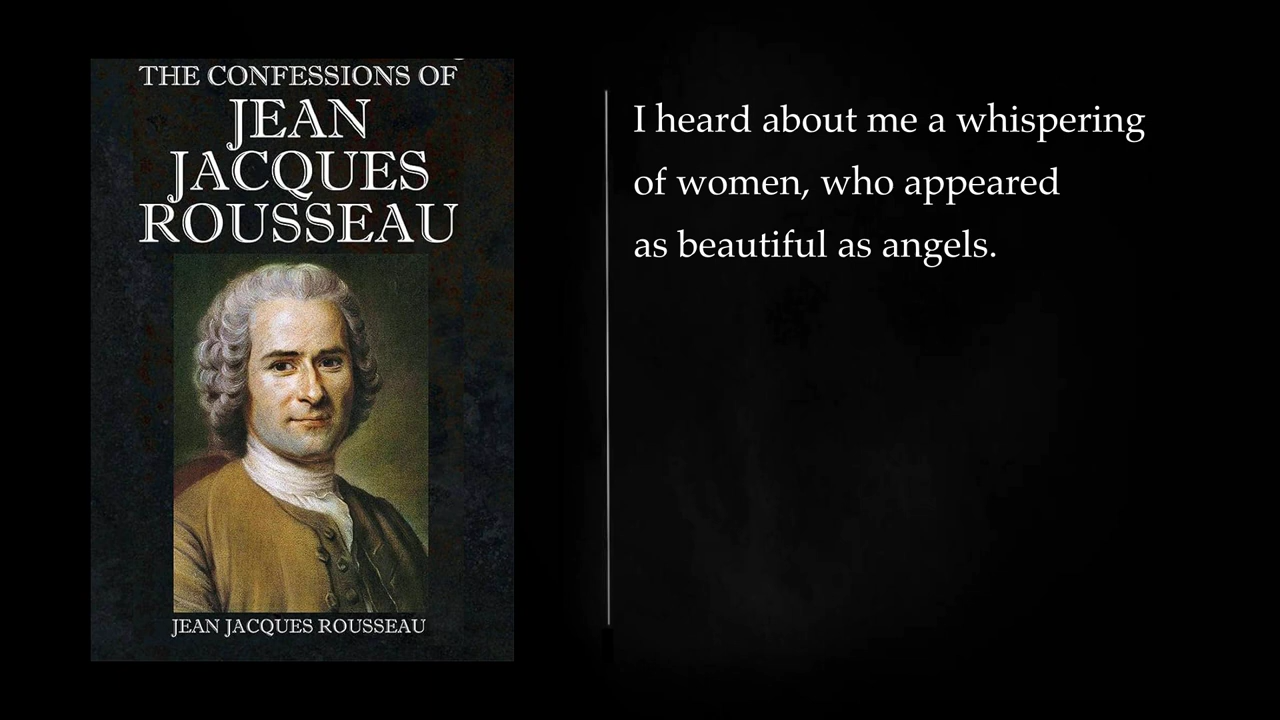 THE CONFESSIONS OF
JEAN
JACQUES
ROUSSEAU
JEAN JACQUES ROUSSEAU
I heard about me a whispering
of women, who appeared
as beautiful as angels.